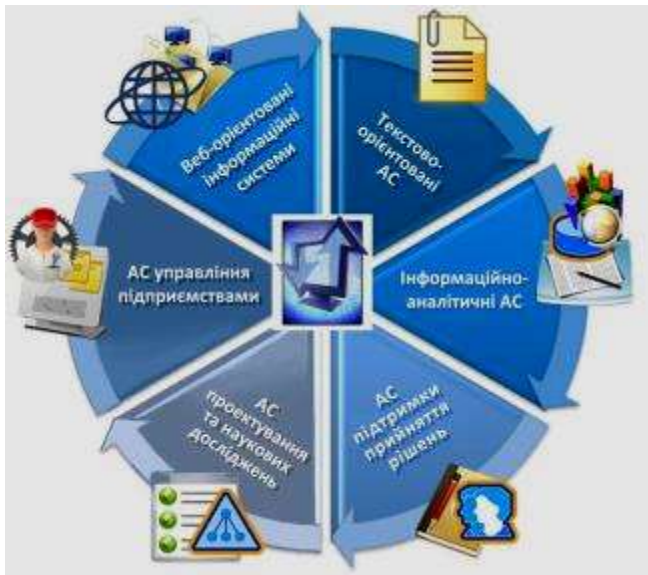 Веб-орієнтовані
інформаційні
системи
Текстово-
орієнтовані
АС
Інформаційно-
аналітичні АС
АС
підтримки
прийняття
рішень
АС
проектування
та наукових
досліджень
АС управління
підприємствами